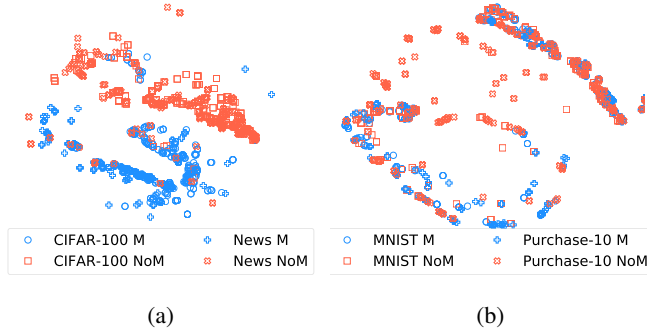 CIFAR-100 M News M
CIFAR-100 NoM News NoM
MNIST M Purchase-10 M
MNIST NoM Purchase-10 NoM
(a) (b)